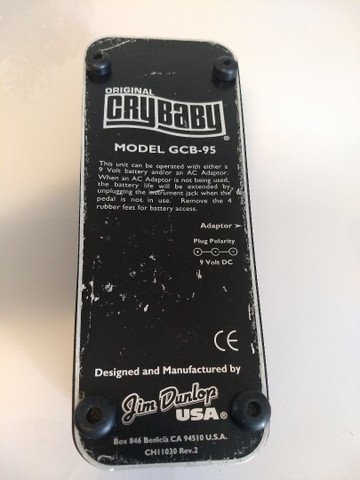 ORIGINAL
CRYBABY®
MODEL GCB-95
This unit can be operated with either a
9 Volt battery and/or an AC Adaptor.
When an AC Adaptor is not being used,
the battery life will be extended by
unplugging the instrument jack when the
pedal is not in use. Remove the 4
rubber feet for battery access.
Adaptor >
Plug Polarity
9 Volt DC
CE
Designed and Manufactured by
Jim Dunlop
USA®
Box 846 Benicia CA 94510 U.S.A.
CH11030 Rev.2